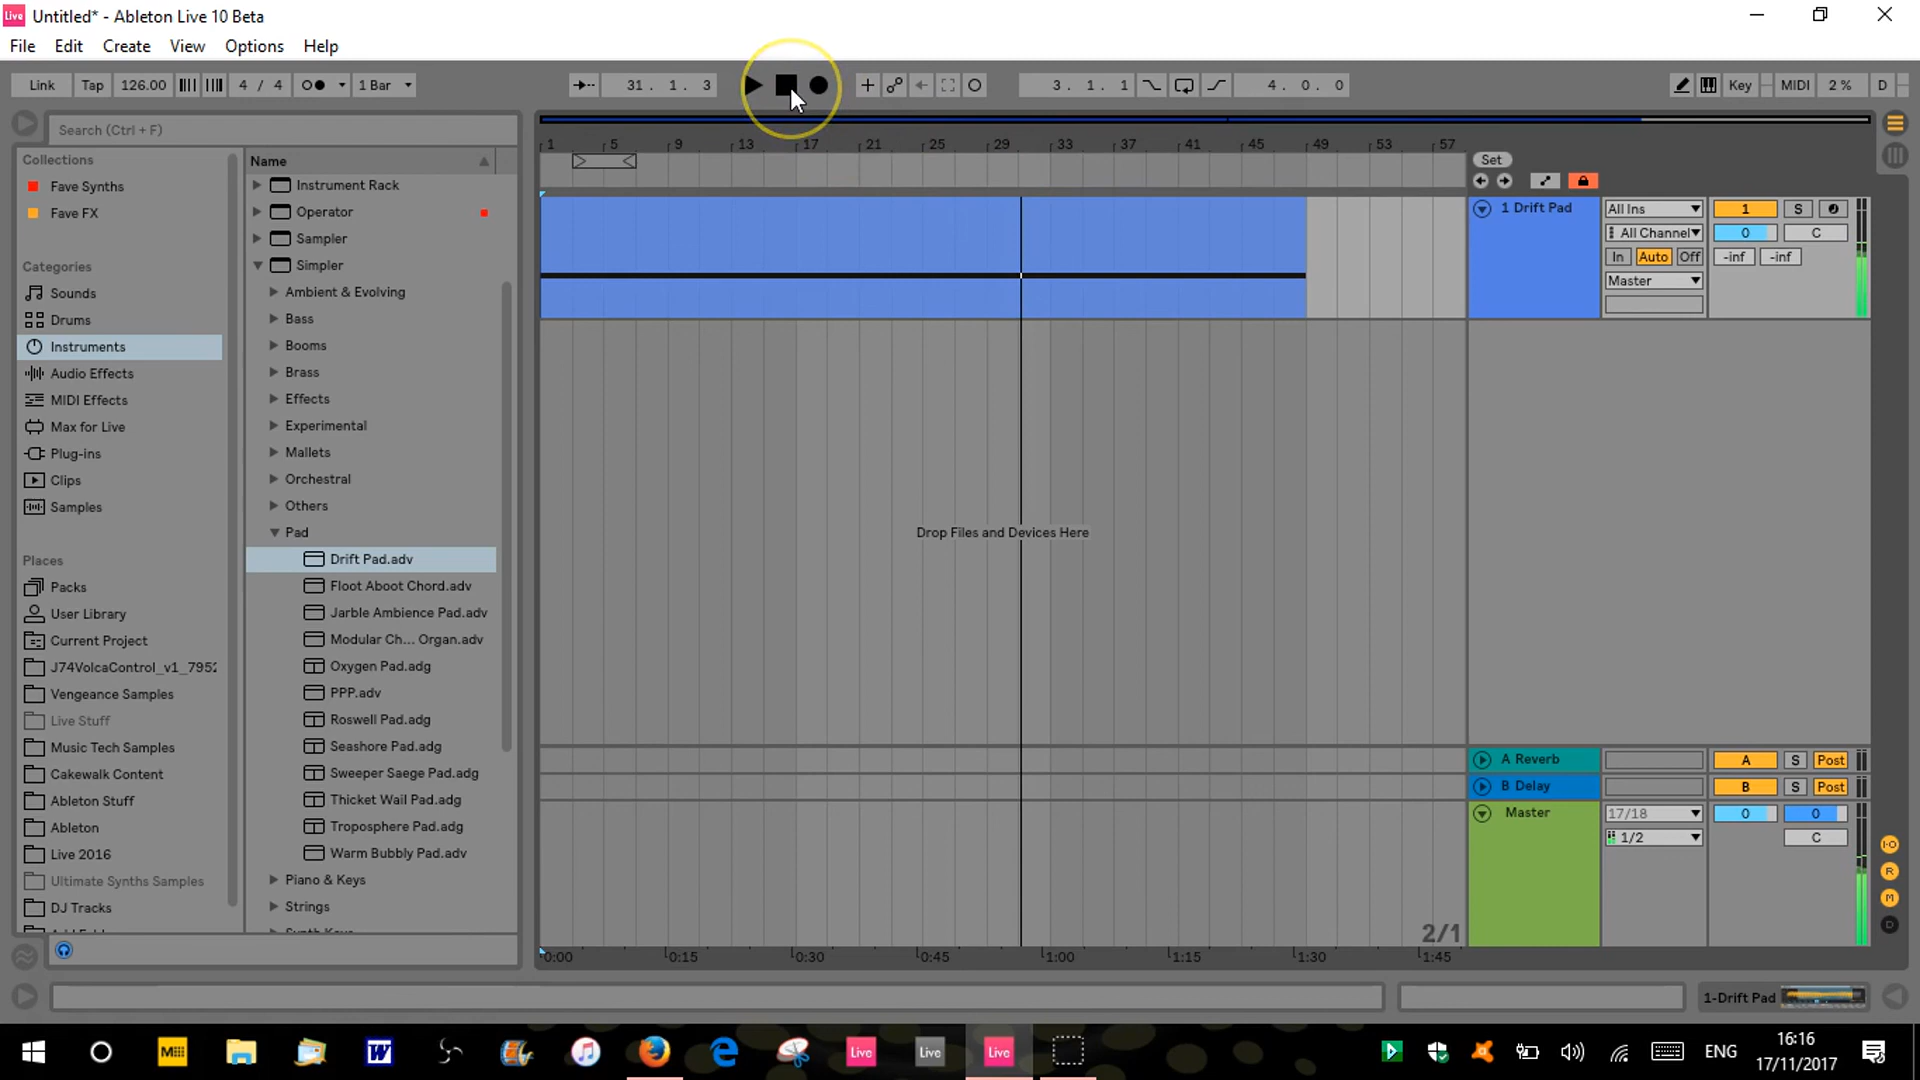 Live Untitled* - Ableton Live 10 Beta
File Edit Create View Options Help
Link Tap 126.00 4 / 4 1 Bar 31. 1. 3 3. 1. 1 4. 0. 0 Key MIDI 2 % D
Search (Ctrl + F)
Collections
Fave Synths
Fave FX
Categories
Sounds
Drums
Instruments
Audio Effects
MIDI Effects
Max for Live
Plug-ins
Clips
Samples
Places
Packs
User Library
Current Project
J74VolcaControl_v1_7952
Vengeance Samples
Live Stuff
Music Tech Samples
Cakewalk Content
Ableton Stuff
Ableton
Live 2016
Ultimate Synths Samples
DJ Tracks
Name
Instrument Rack
Operator
Sampler
Simpler
Ambient & Evolving
Bass
Booms
Brass
Effects
Experimental
Mallets
Orchestral
Others
Pad
Drift Pad.adv
Floot Aboot Chord.adv
Jarble Ambience Pad.adv
Modular Ch... Organ.adv
Oxygen Pad.adg
PPP.adv
Roswell Pad.adg
Seashore Pad.adg
Sweeper Saege Pad.adg
Thicket Wail Pad.adg
Troposphere Pad.adg
Warm Bubbly Pad.adv
Piano & Keys
Strings
1 5 9 13 17 21 25 29 33 37 41 45 49 53 57
Set
1 Drift Pad All Ins 1 S
All Channel 0 C
In Auto Off -inf -inf
Master
Drop Files and Devices Here
A Reverb A S Post
B Delay B S Post
Master 17/18 0 0
1/2 C
I-O
R
M
D
2/1
0:00 0:15 0:30 0:45 1:00 1:15 1:30 1:45
1-Drift Pad
W Live Live Live ENG 16:16
17/11/2017